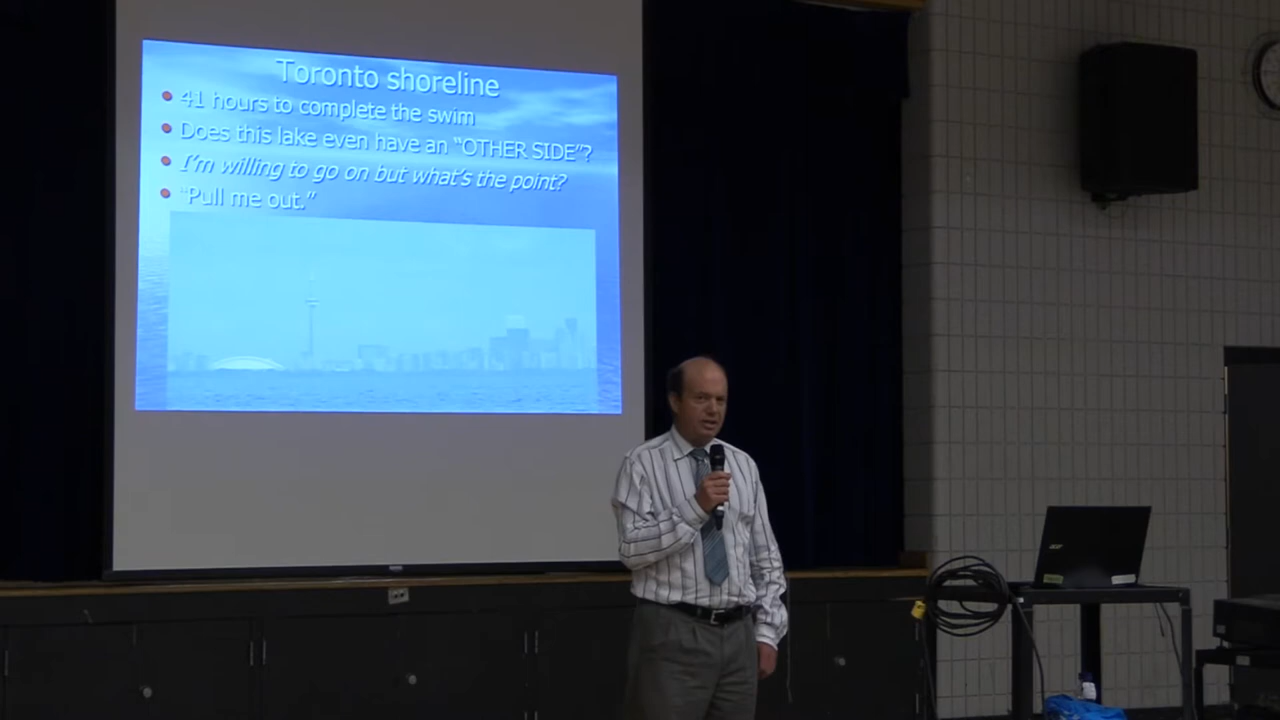 Toronto shoreline
41 hours to complete the swim
Does this lake even have an “OTHER SIDE”?
I’m willing to go on but what’s the point?
“Pull me out.”
acer